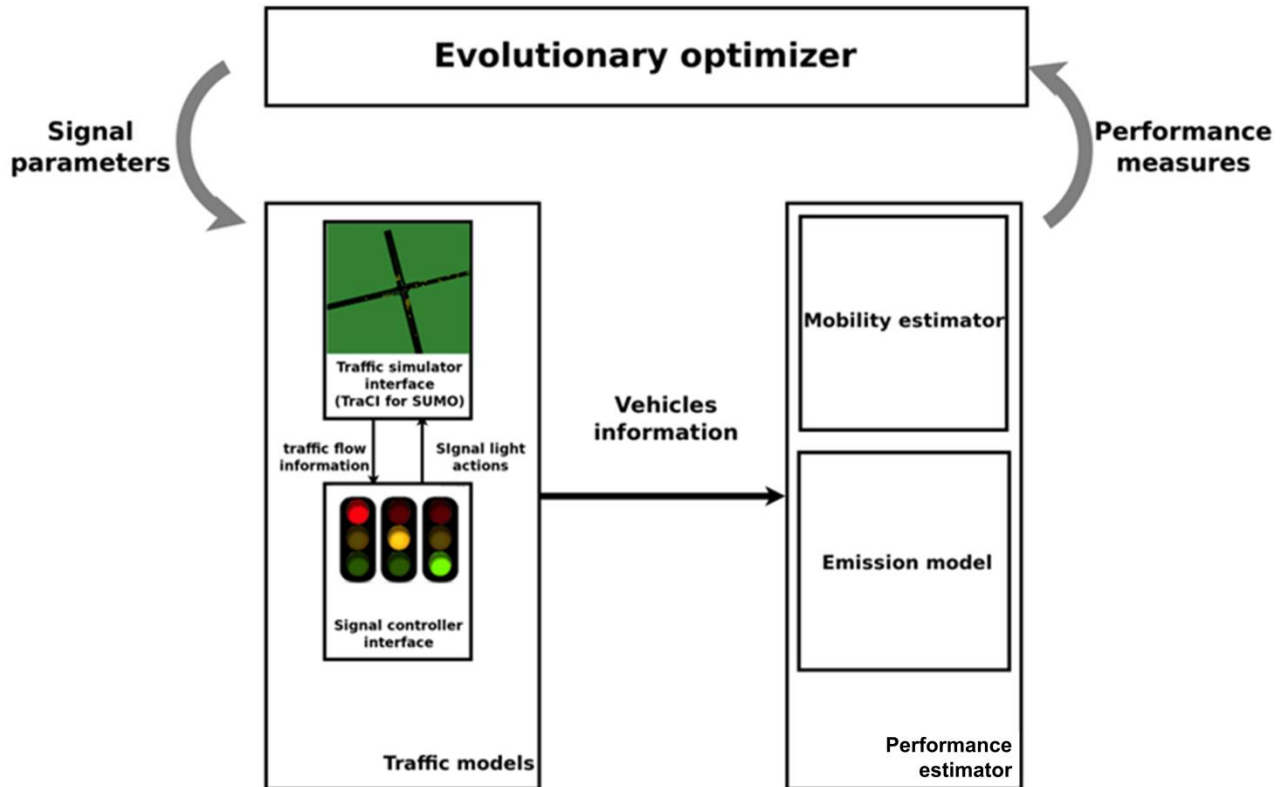 Evolutionary optimizer
Signal
parameters
Performance
measures
Traffic simulator
interface
(TraCI for SUMO)
traffic flow
information
SIgnal light
actions
Signal controller
interface
Traffic models
Vehicles
information
Mobility estimator
Emission model
Performance
estimator